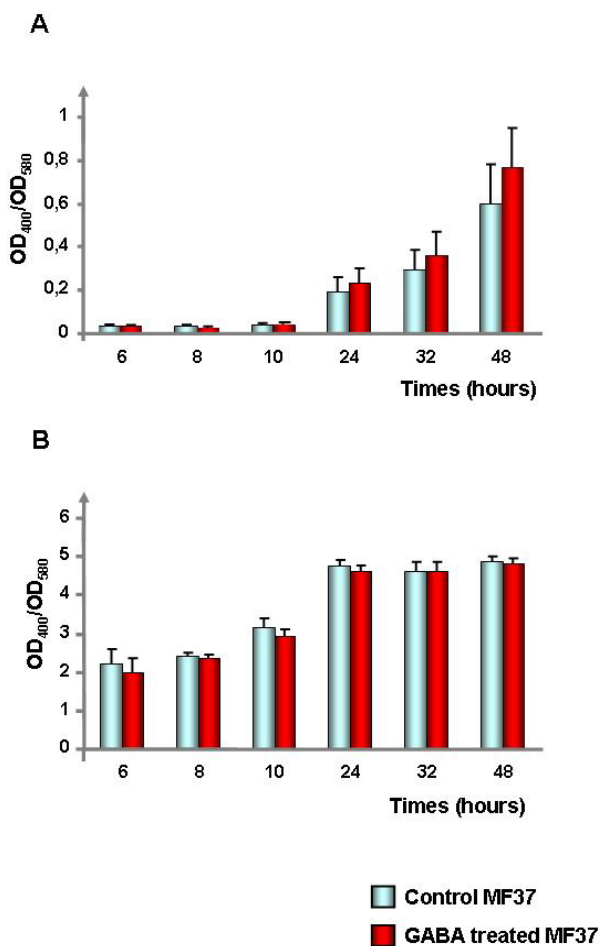 A
OD400/OD580
1
0,8
0,6
0,4
0,2
0
6 8 10 24 32 48
Times (hours)
B
OD400/OD580
6
5
4
3
2
1
0
6 8 10 24 32 48
Times (hours)
Control MF37
GABA treated MF37